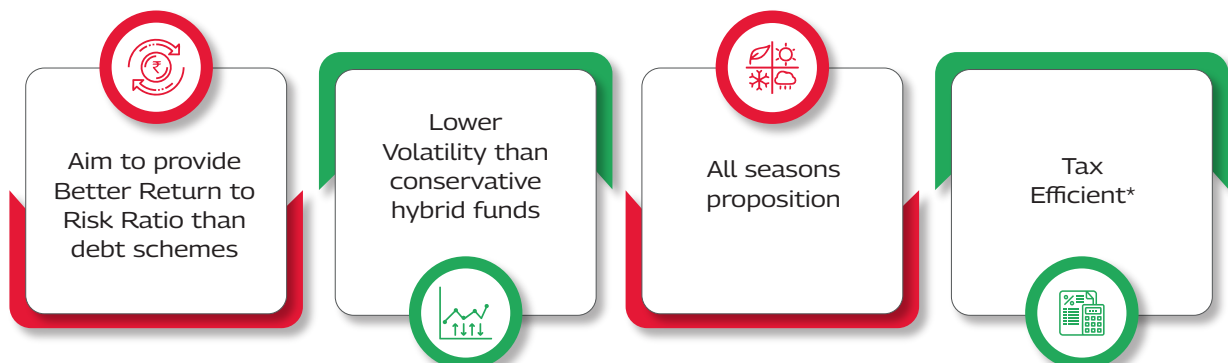 Aim to provide
Better Return to
Risk Ratio than
debt schemes
Lower
Volatility than
conservative
hybrid funds
All seasons
proposition
Tax
Efficient*